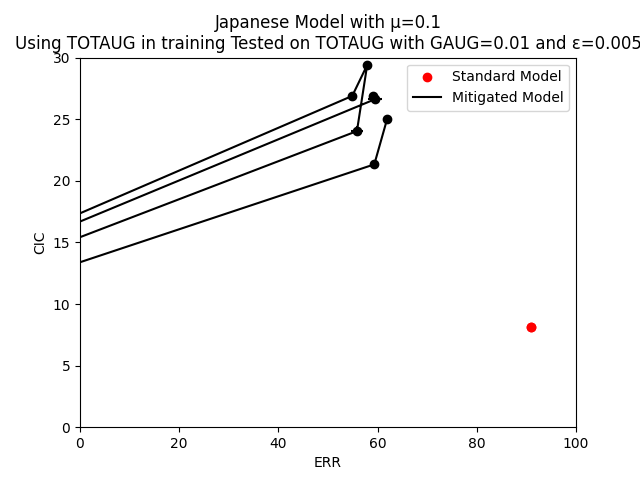 Japanese Model with μ=0.1
Using TOTAUG in training Tested on TOTAUG with GAUG=0.01 and ε=0.005
30
25
20
15
10
5
0
CIC
Standard Model
Mitigated Model
0 20 40 60 80 100
ERR